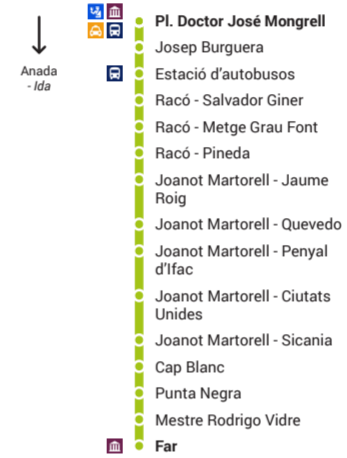 Pl. Doctor José Mongrell
Josep Burguera
Anada
- Ida
Estació d'autobusos
Racó - Salvador Giner
Racó - Metge Grau Font
Racó - Pineda
Joanot Martorell - Jaume
Roig
Joanot Martorell - Quevedo
Joanot Martorell - Penyal
d'Ifac
Joanot Martorell - Ciutats
Unides
Joanot Martorell - Sicania
Cap Blanc
Punta Negra
Mestre Rodrigo Vidre
Far